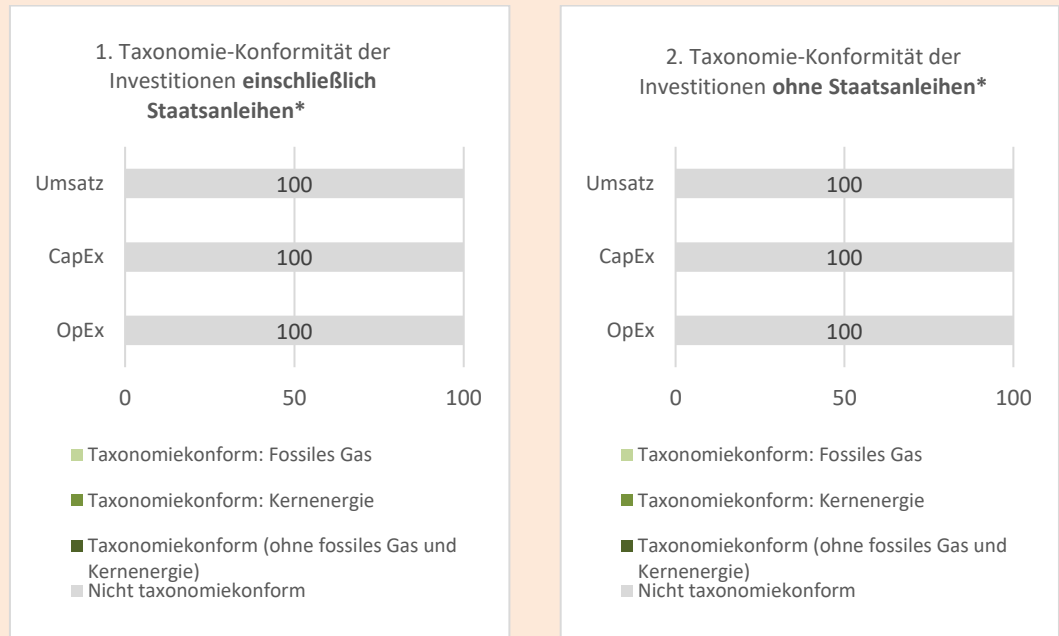 1. Taxonomie-Konformität der
Investitionen einschließlich
Staatsanleihen*
Umsatz
100
CapEx
100
OpEx
100
0 50 100
Taxonomiekonform: Fossiles Gas
Taxonomiekonform: Kernenergie
Taxonomiekonform (ohne fossiles Gas und
Kernenergie)
Nicht taxonomiekonform
2. Taxonomie-Konformität der
Investitionen ohne Staatsanleihen*
Umsatz
100
CapEx
100
OpEx
100
0 50 100
Taxonomiekonform: Fossiles Gas
Taxonomiekonform: Kernenergie
Taxonomiekonform (ohne fossiles Gas und
Kernenergie)
Nicht taxonomiekonform